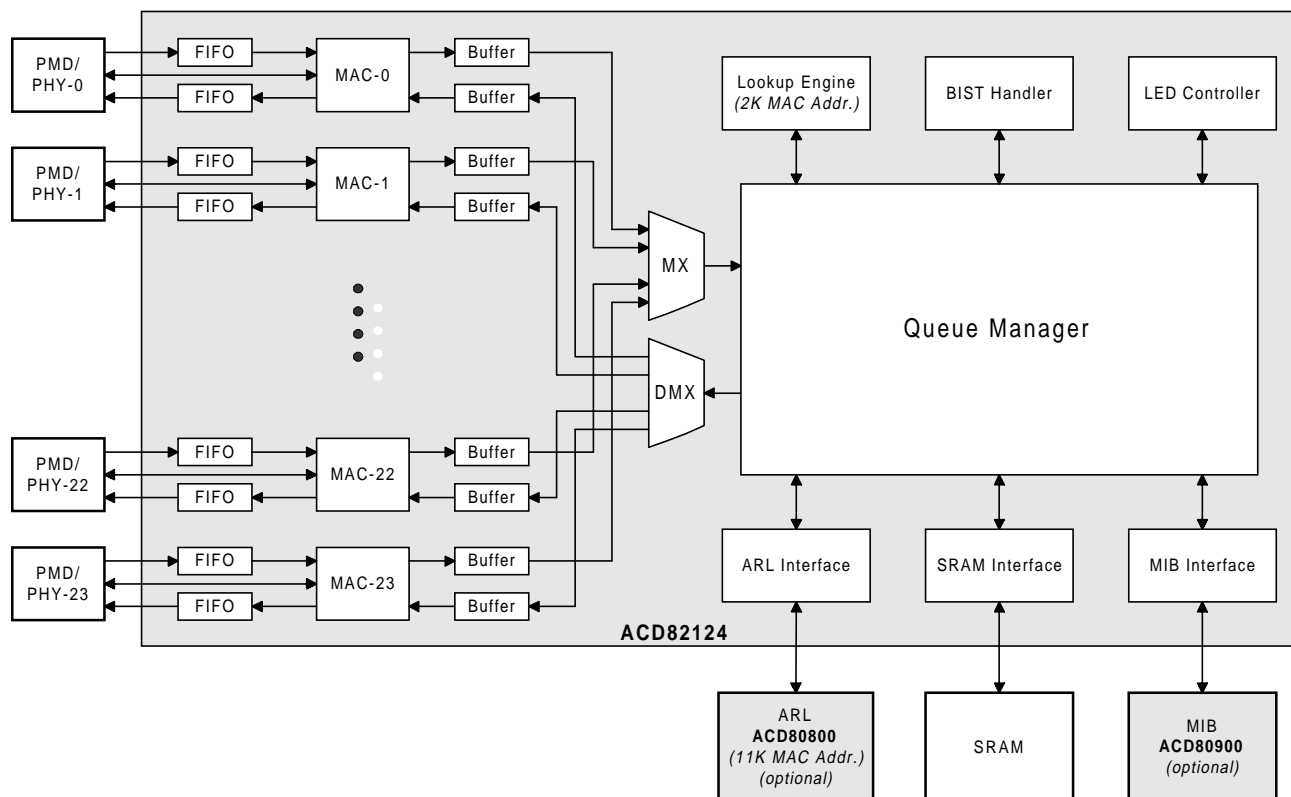 PMD/
PHY-0
FIFO
FIFO
MAC-0
Buffer
Buffer
PMD/
PHY-1
FIFO
FIFO
MAC-1
Buffer
Buffer
PMD/
PHY-22
FIFO
FIFO
MAC-22
Buffer
Buffer
PMD/
PHY-23
FIFO
FIFO
MAC-23
Buffer
Buffer
MX
DMX
Lookup Engine
(2K MAC Addr.)
BIST Handler
LED Controller
Queue Manager
ARL Interface
SRAM Interface
MIB Interface
ACD82124
ARL
ACD80800
(11K MAC Addr.)
(optional)
SRAM
MIB
ACD80900
(optional)